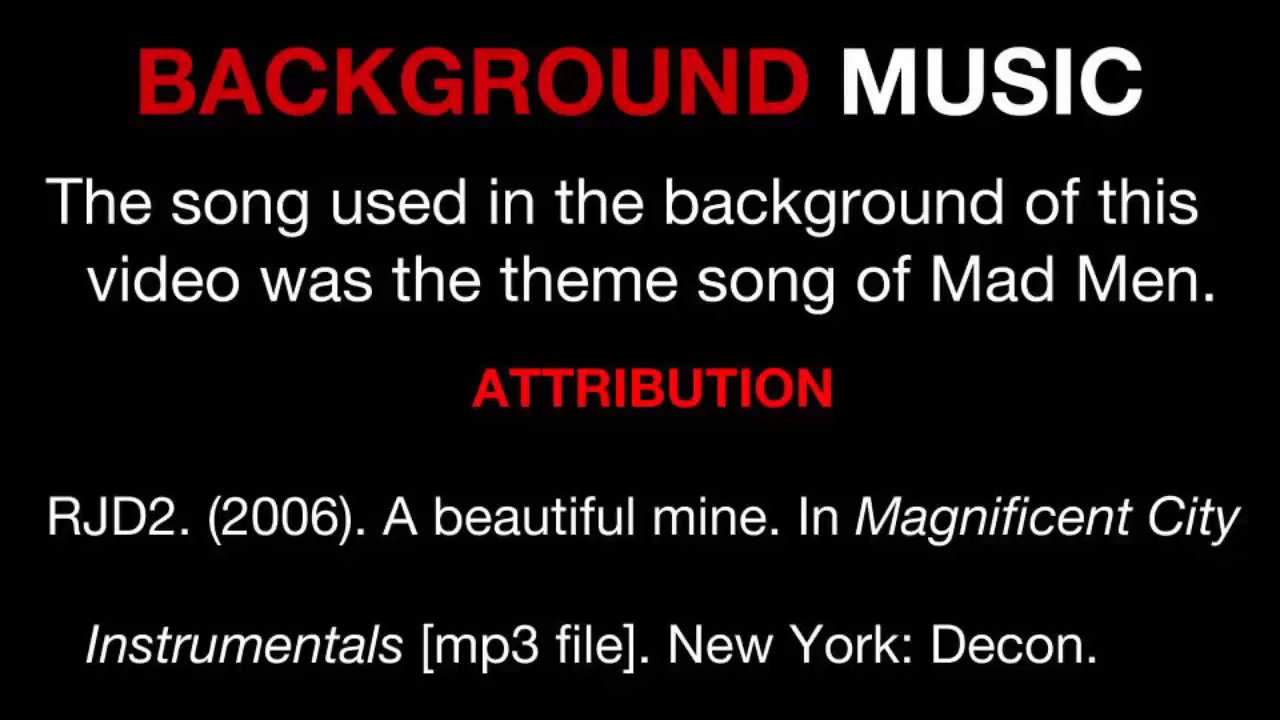 BACKGROUND MUSIC
The song used in the background of this
video was the theme song of Mad Men.
ATTRIBUTION
RJD2. (2006). A beautiful mine. In Magnificent City
Instrumentals [mp3 file]. New York: Decon.